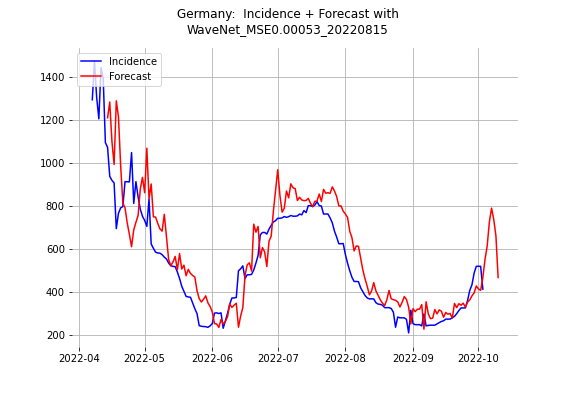 Germany:  Incidence + Forecast with
WaveNet_MSE0.00053_20220815
Incidence
Forecast
1400
1200
1000
800
600
400
200
2022-04 2022-05 2022-06 2022-07 2022-08 2022-09 2022-10